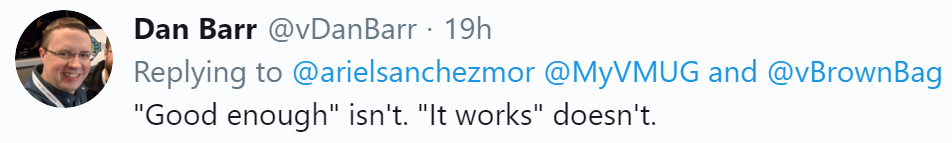 Dan Barr @vDanBarr · 19h
Replying to @arielsanchezmor @MyVMUG and @vBrownBag
"Good enough" isn't. "It works" doesn't.